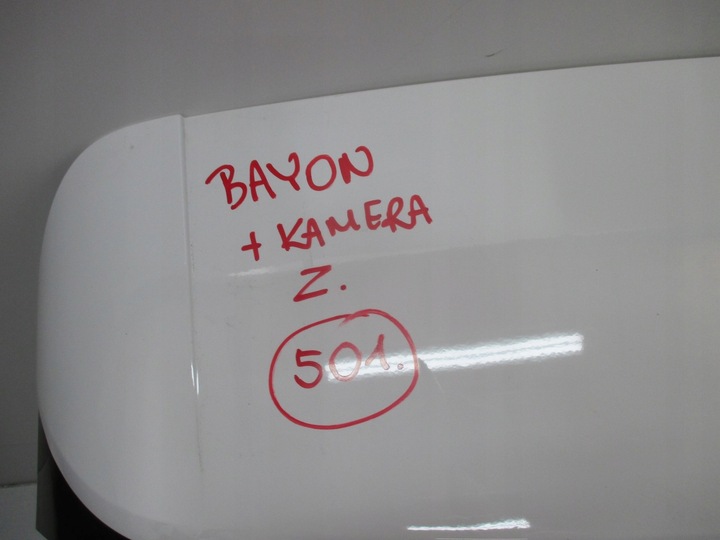 BAYON
+ KAMERA
Z.
501.